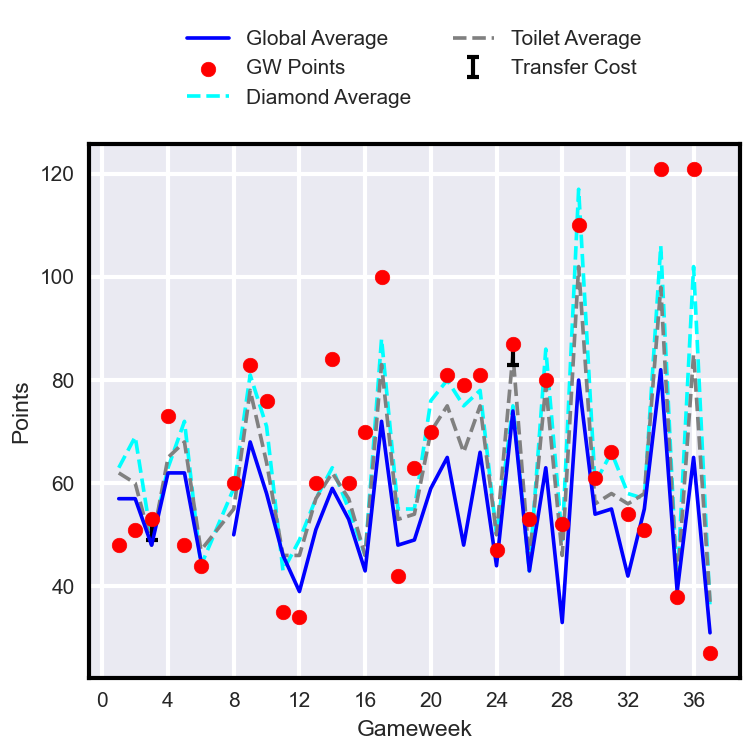 Global Average
GW Points
Diamond Average
Toilet Average
Transfer Cost
120
100
80
60
40
Points
0 4 8 12 16 20 24 28 32 36
Gameweek